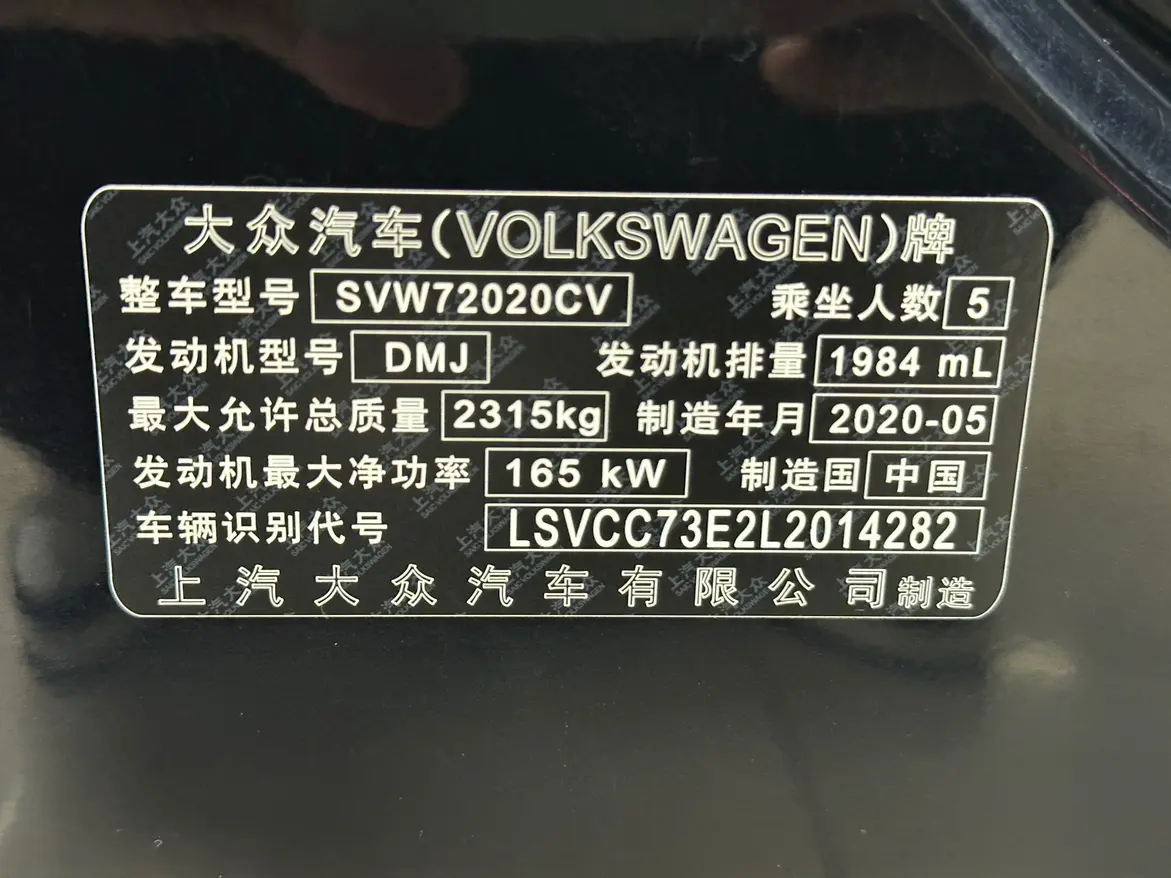 大众汽车(VOLKSWAGEN)牌
整车型号 SVW72020CV 乘坐人数 5
发动机型号 DMJ 发动机排量 1984 mL
最大允许总质量 2315kg 制造年月 2020-05
发动机最大净功率 165 kW 制造国 中国
车辆识别代号 LSVCC73E2L2014282
上汽大众汽车有限公司制造